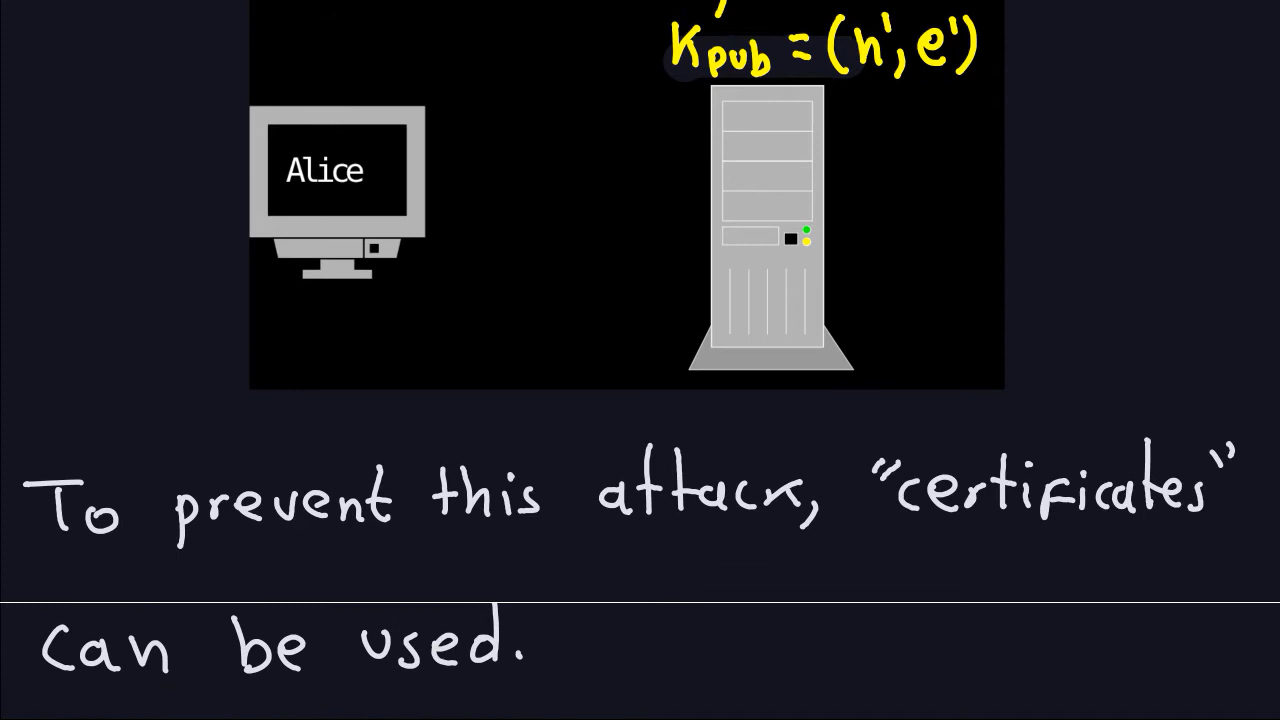 Kpub = (n', e')
Alice
To prevent this attack, "certificates"
can be used.